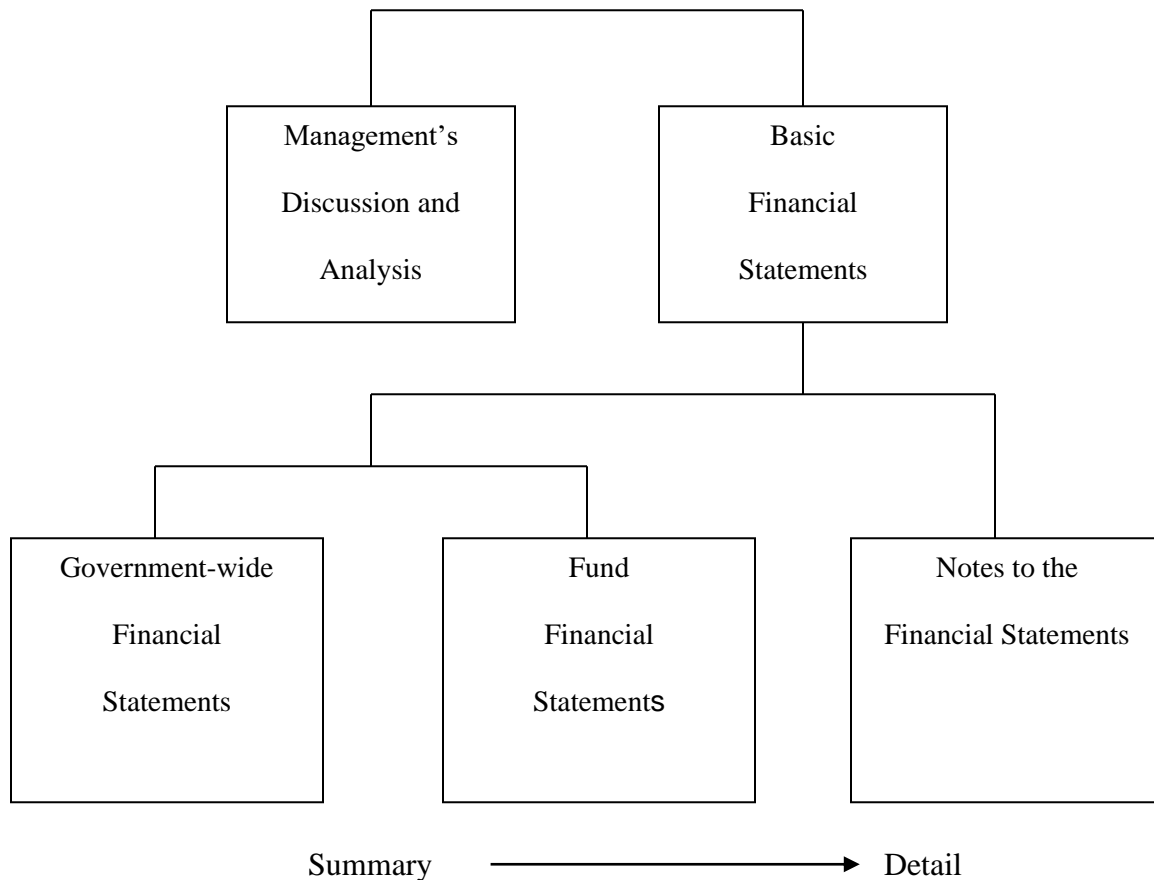 Management’s
Discussion and
Analysis
Basic
Financial
Statements
Government-wide
Financial
Statements
Fund
Financial
Statements
Notes to the
Financial Statements
Summary
Detail